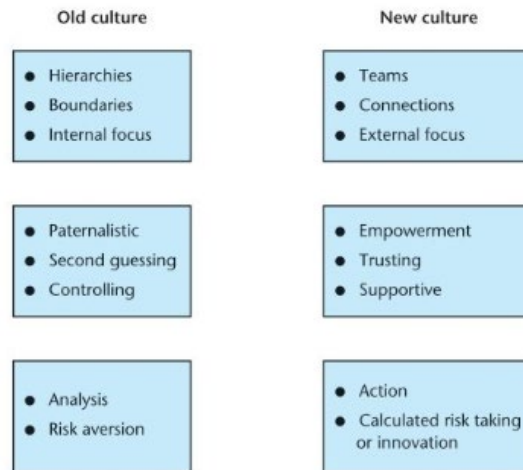 Old culture
New culture
● Hierarchies
● Boundaries
● Internal focus
● Teams
● Connections
● External focus
● Paternalistic
● Second guessing
● Controlling
● Empowerment
● Trusting
● Supportive
● Analysis
● Risk aversion
● Action
● Calculated risk taking
or innovation